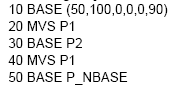 10 BASE (50,100,0,0,0,90)
20 MVS P1
30 BASE P2
40 MVS P1
50 BASE P_NBASE